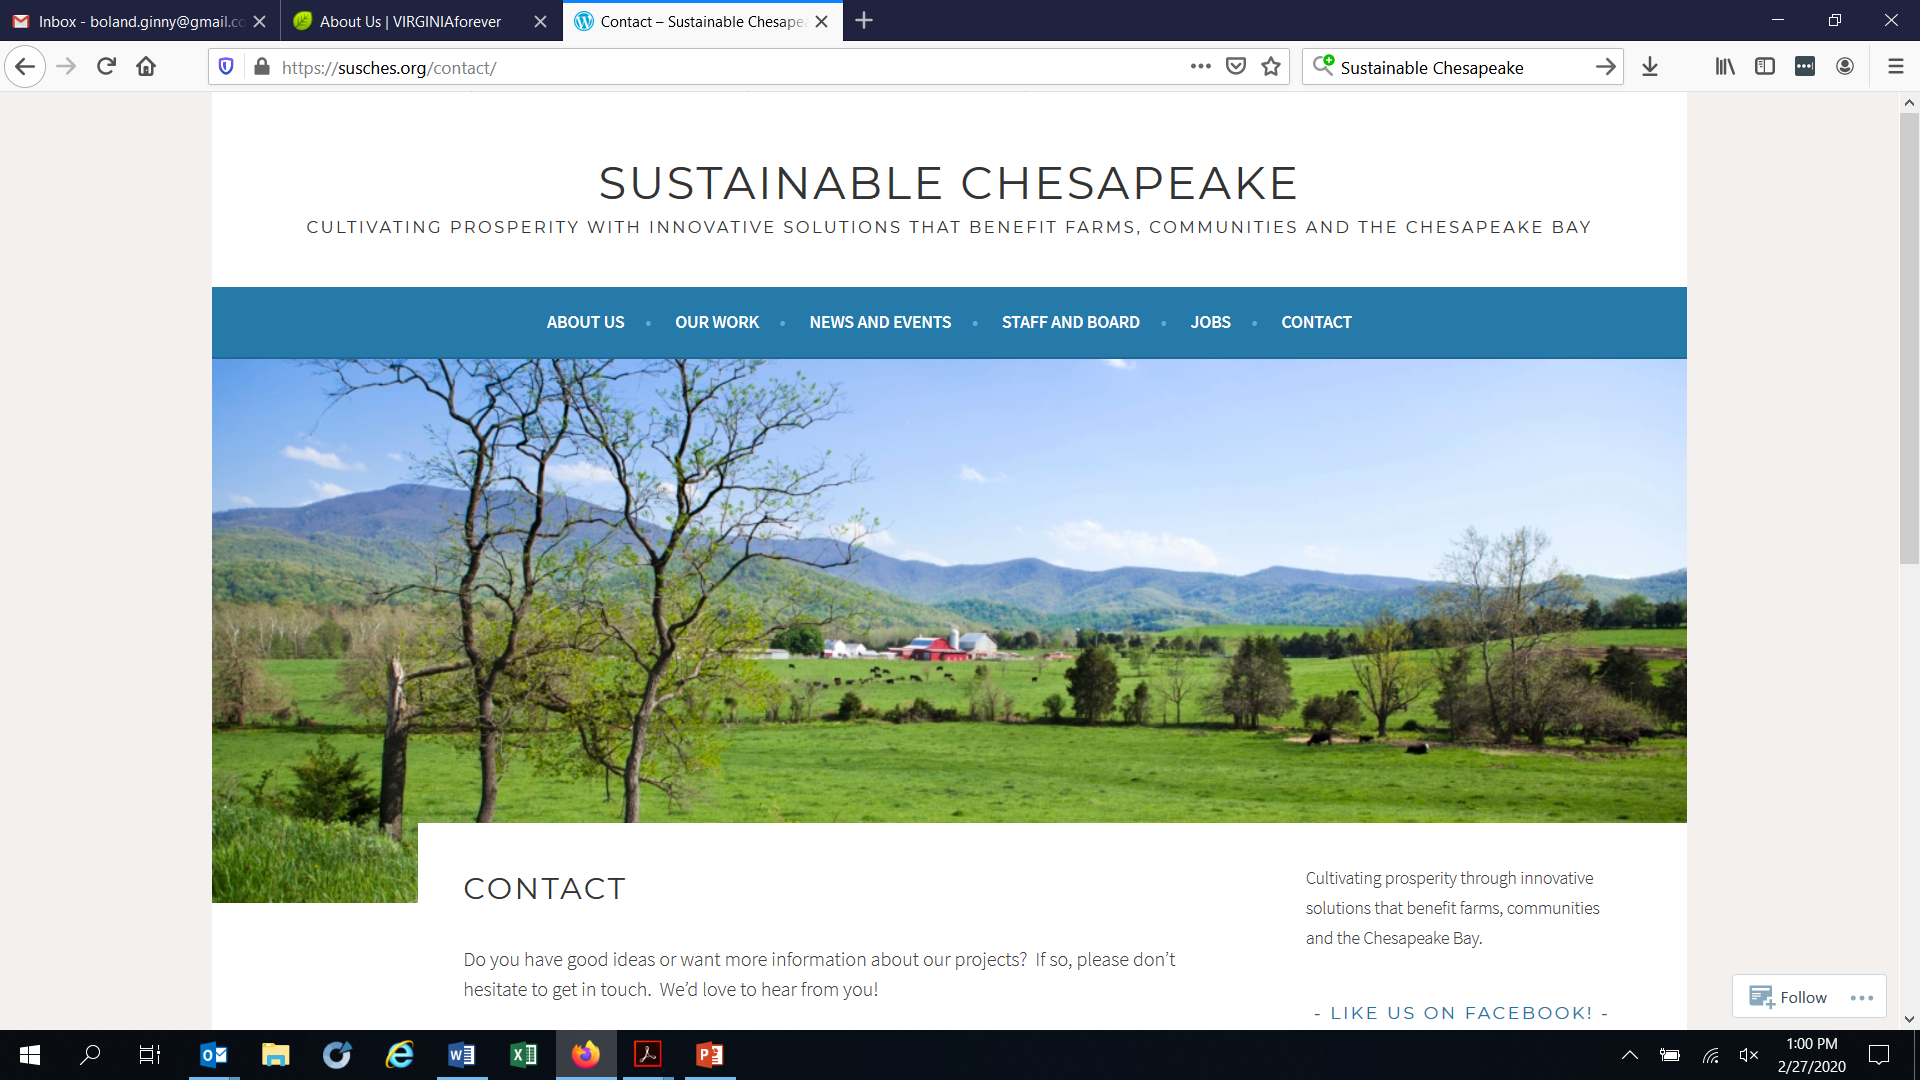 Inbox - boland.ginny@gmail.co
About Us | VIRGINIAforever
Contact – Sustainable Chesape
https://susches.org/contact/
Sustainable Chesapeake
SUSTAINABLE CHESAPEAKE
CULTIVATING PROSPERITY WITH INNOVATIVE SOLUTIONS THAT BENEFIT FARMS, COMMUNITIES AND THE CHESAPEAKE BAY
ABOUT US • OUR WORK • NEWS AND EVENTS • STAFF AND BOARD • JOBS • CONTACT
CONTACT
Do you have good ideas or want more information about our projects? If so, please don’t
hesitate to get in touch. We’d love to hear from you!
Cultivating prosperity through innovative
solutions that benefit farms, communities
and the Chesapeake Bay.
- LIKE US ON FACEBOOK! -
Follow
1:00 PM
2/27/2020